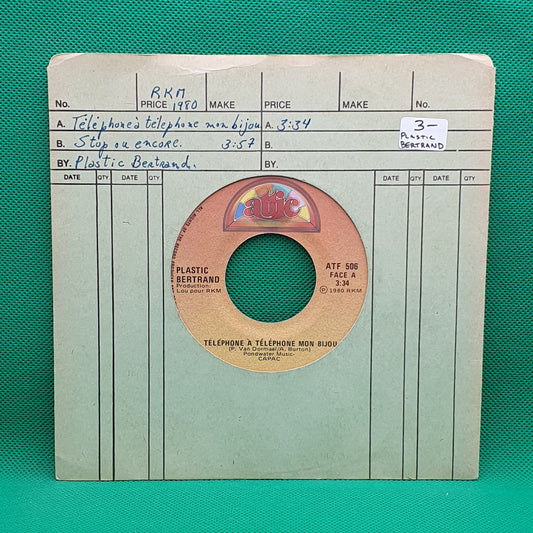 RKM
No. PRICE 1980 MAKE PRICE MAKE No.
A. Téléphone à téléphone mon bijou. A. 3:34
B. Stop ou encore. 3:57 B.
BY. Plastic Bertrand. BY.
3-
PLASTIC
BERTRAND
DATE QTY DATE QTY DATE QTY DATE QTY
attic
PLASTIC
BERTRAND
Production:
Lou pour RKM
ATF 506
FACE A
3:34
Ⓟ 1980 RKM
TÉLÉPHONE À TÉLÉPHONE MON BIJOU
(P. Van Dormael/A. Burton)
Pondwater Music-
CAPAC